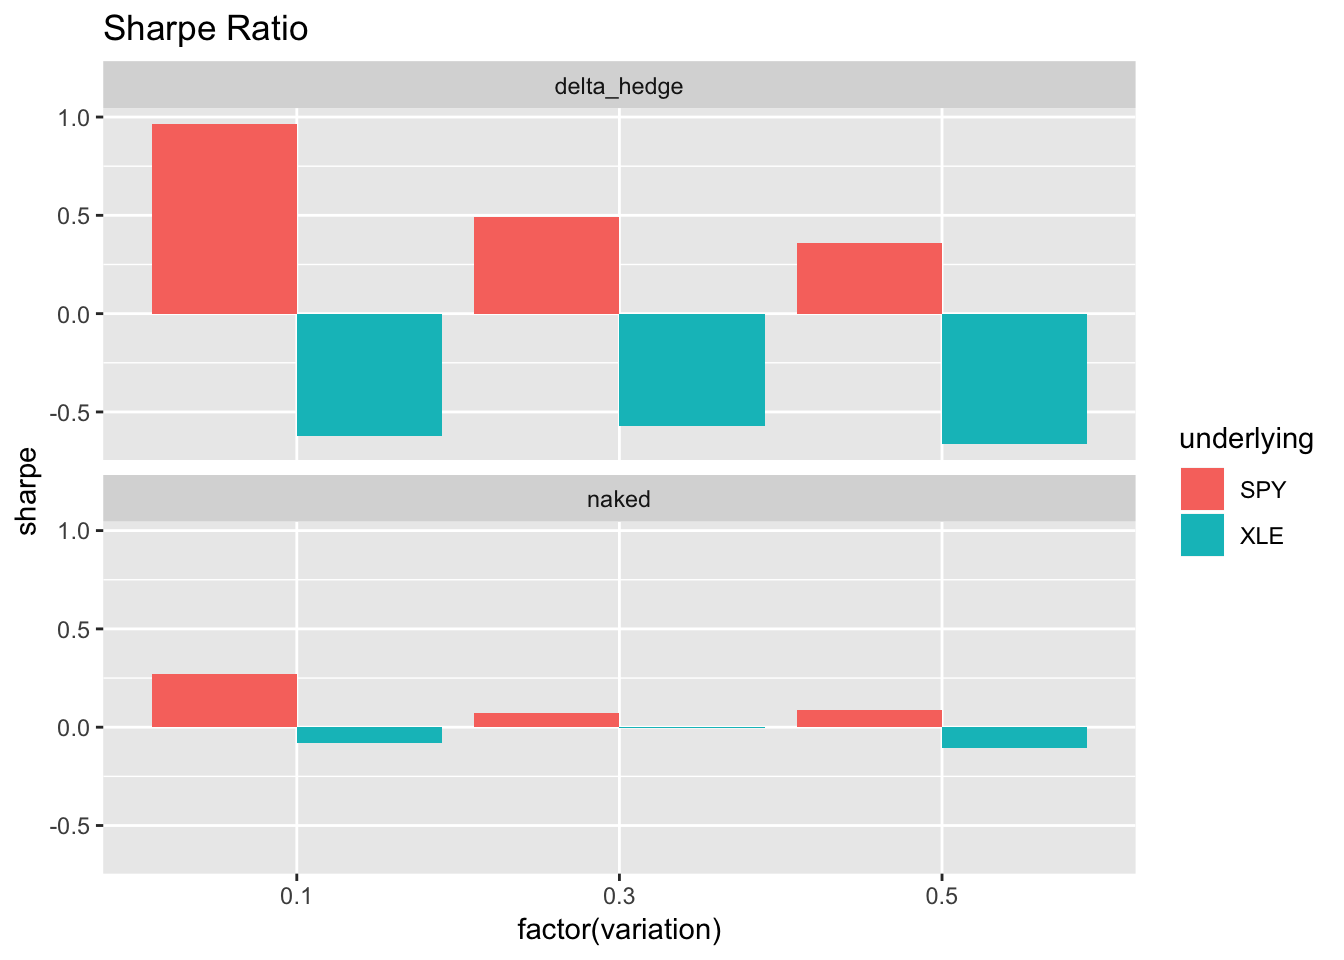 Sharpe Ratio
delta_hedge
1.0
0.5
0.0
-0.5
naked
1.0
0.5
0.0
-0.5
sharpe
0.1
0.3
0.5
factor(variation)
underlying
SPY
XLE